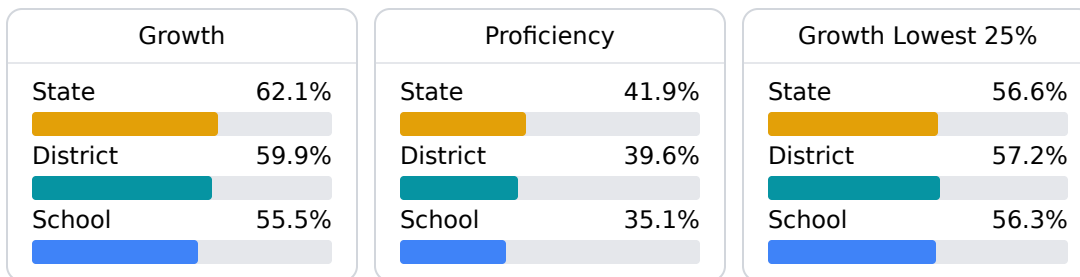 Growth
State 62.1%
District 59.9%
School 55.5%
Proficiency
State 41.9%
District 39.6%
School 35.1%
Growth Lowest 25%
State 56.6%
District 57.2%
School 56.3%